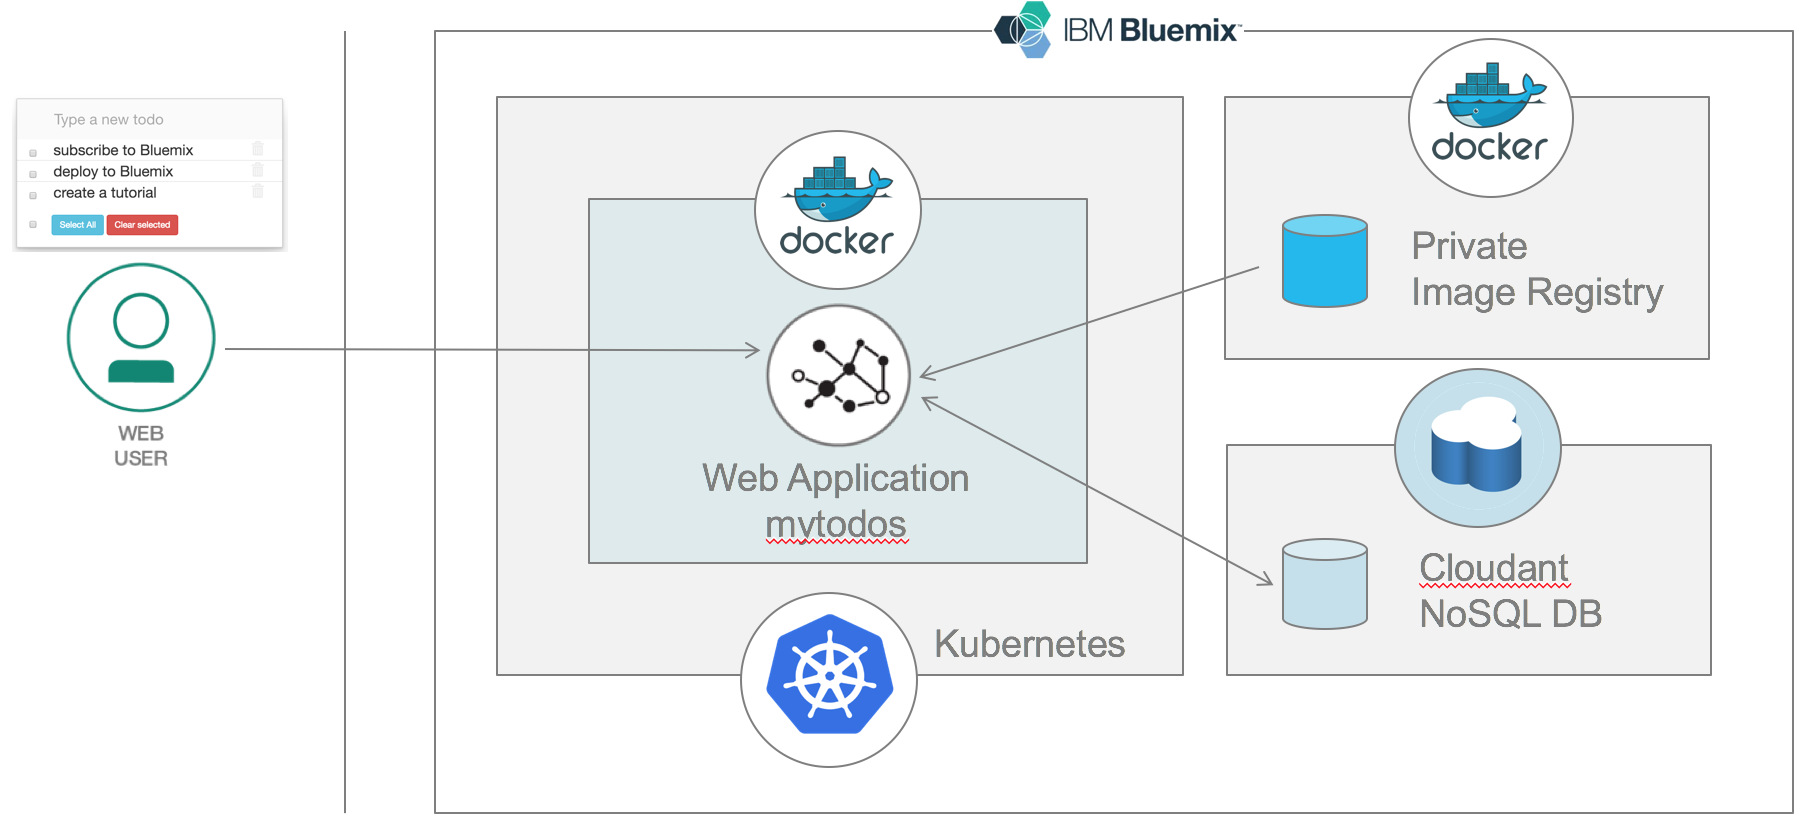 IBM Bluemix™
Type a new todo
subscribe to Bluemix
deploy to Bluemix
create a tutorial
Select All
Clear selected
WEB
USER
docker
Web Application
mytodos
Kubernetes
docker
Private
Image Registry
Cloudant
NoSQL DB